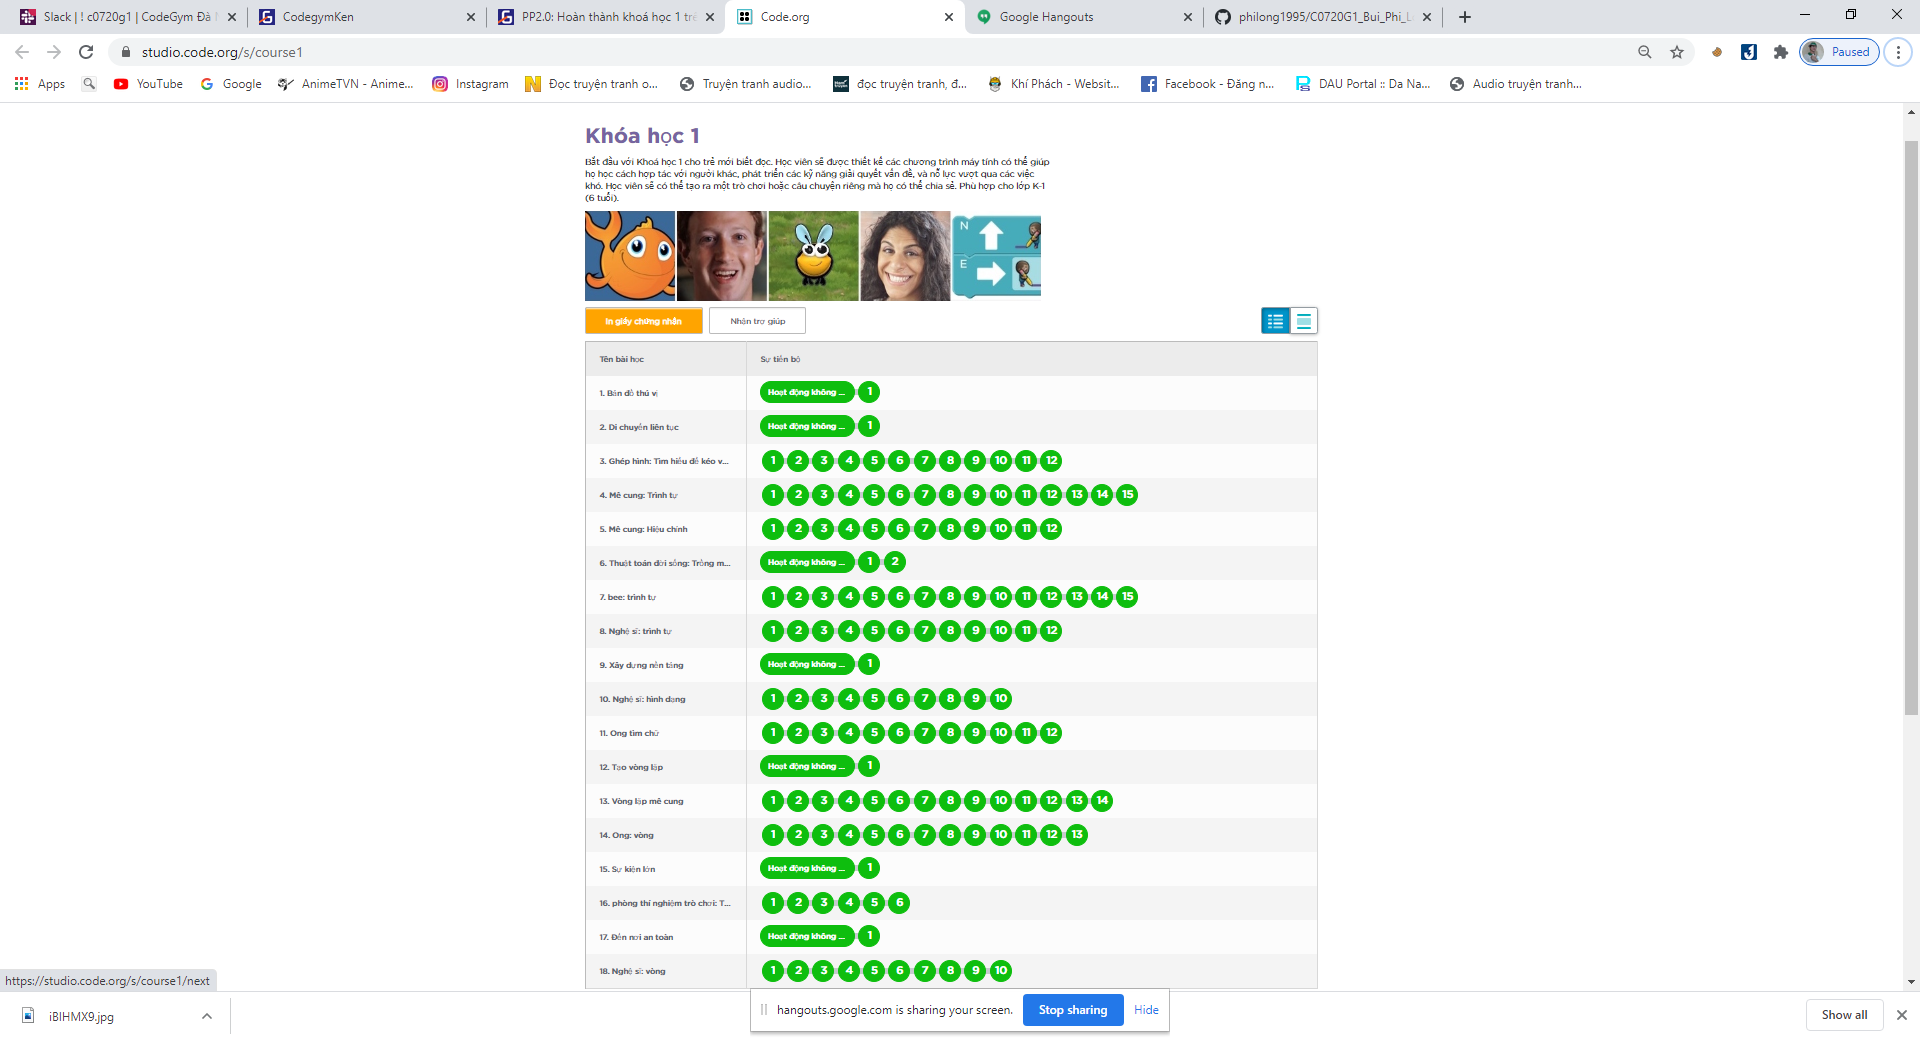 Slack | ! c0720g1 | CodeGym Đà
CodegymKen
PP2.0: Hoàn thành khoá học 1 trê
Code.org
Google Hangouts
philong1995/C0720G1_Bui_Phi_L
studio.code.org/s/course1
Paused
Apps
YouTube
Google
AnimeTVN - Anime...
Instagram
Đọc truyện tranh o...
Truyện tranh audio...
đọc truyện tranh, đ...
Khí Phách - Websit...
Facebook - Đăng n...
DAU Portal :: Da Na...
Audio truyện tranh...
Khóa học 1
Bắt đầu với Khoá học 1 cho trẻ mới biết đọc. Học viên sẽ được thiết kế các chương trình máy tính có thể giúp
họ học cách hợp tác với người khác, phát triển các kỹ năng giải quyết vấn đề, và nỗ lực vượt qua các việc
khó. Học viên sẽ có thể tạo ra một trò chơi hoặc câu chuyện riêng mà họ có thể chia sẻ. Phù hợp cho lớp K-1
(6 tuổi).
N
E
In giấy chứng nhận
Nhận trợ giúp
Tên bài học Sự tiến bộ
1. Bản đồ thú vị Hoạt động không ... 1
2. Di chuyển liên tục Hoạt động không ... 1
3. Ghép hình: Tìm hiểu để kéo v... 1 2 3 4 5 6 7 8 9 10 11 12
4. Mê cung: Trình tự 1 2 3 4 5 6 7 8 9 10 11 12 13 14 15
5. Mê cung: Hiệu chỉnh 1 2 3 4 5 6 7 8 9 10 11 12
6. Thuật toán đời sống: Trồng m... Hoạt động không ... 1 2
7. bee: trình tự 1 2 3 4 5 6 7 8 9 10 11 12 13 14 15
8. Nghệ sĩ: trình tự 1 2 3 4 5 6 7 8 9 10 11 12
9. Xây dựng nền tảng Hoạt động không ... 1
10. Nghệ sĩ: hình dạng 1 2 3 4 5 6 7 8 9 10
11. Ong tìm chữ 1 2 3 4 5 6 7 8 9 10 11 12
12. Tạo vòng lặp Hoạt động không ... 1
13. Vòng lặp mê cung 1 2 3 4 5 6 7 8 9 10 11 12 13 14
14. Ong: vòng 1 2 3 4 5 6 7 8 9 10 11 12 13
15. Sự kiện lớn Hoạt động không ... 1
16. phòng thí nghiệm trò chơi: T... 1 2 3 4 5 6
17. Đến nơi an toàn Hoạt động không ... 1
18. Nghệ sĩ: vòng 1 2 3 4 5 6 7 8 9 10
https://studio.code.org/s/course1/next
iBIHMX9.jpg
hangouts.google.com is sharing your screen.
Stop sharing
Hide
Show all